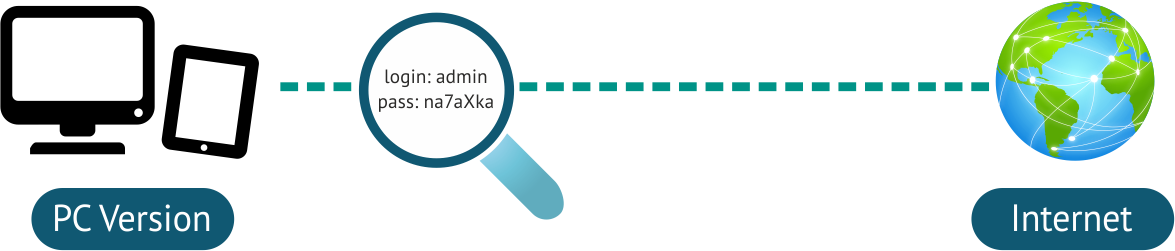 login: admin
pass: na7aXka
PC Version
Internet